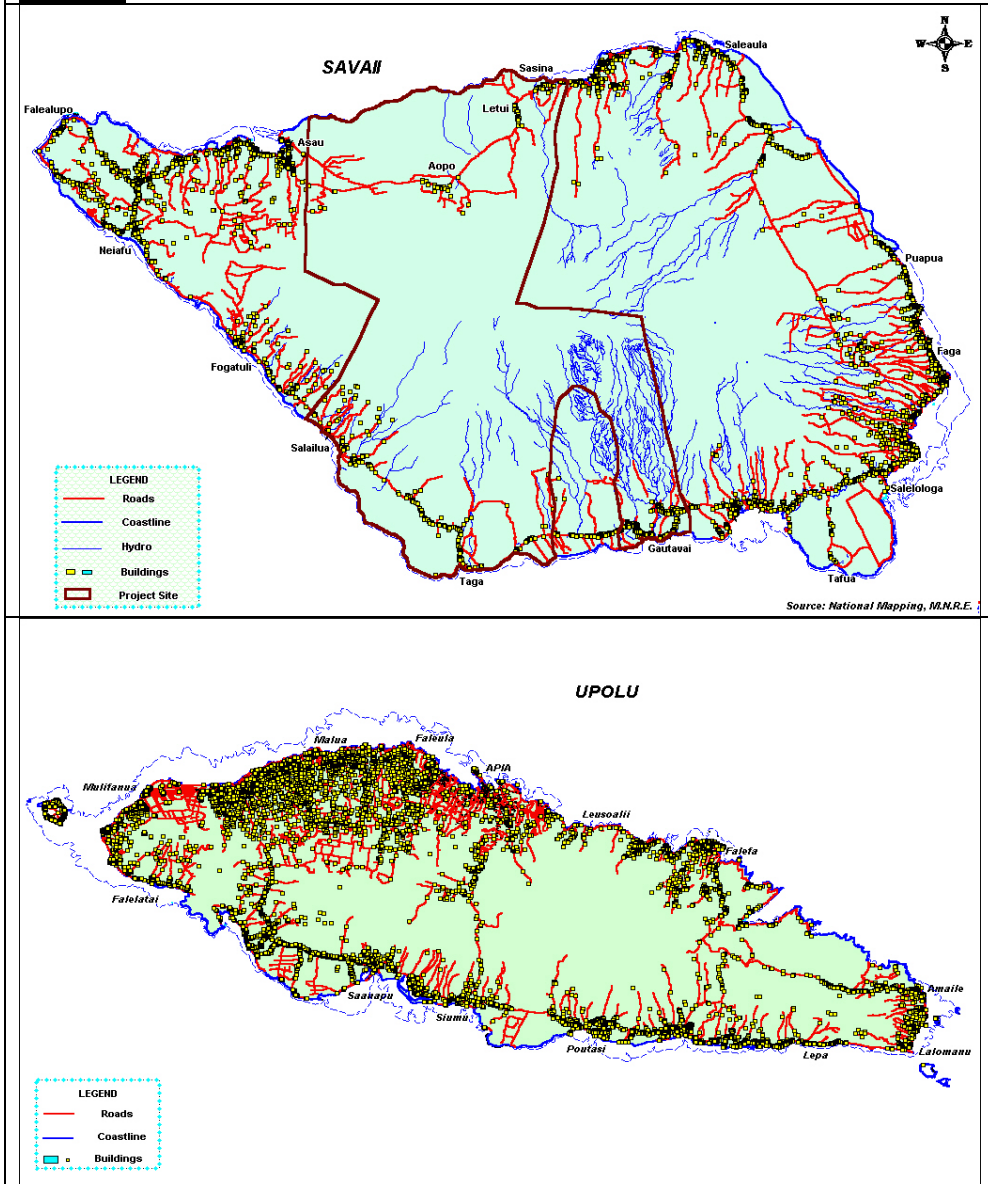 N
W E
S
SAVAII
Saleaula
Sasina
Falealupo
Letui
Asau
Aopo
Neiafu
Puapua
Faga
Fogatuli
Salailua
Salelologa
LEGEND
Roads
Coastline
Hydro
Buildings
Project Site
Gautavai
Taga
Tafua
Source: National Mapping, M.N.R.E.
UPOLU
Malua
Faleula
APIA
Mulifanua
Leusoalii
Falefa
Falelatai
Amaile
Saanapu
Siumu
Poutasi
Lepa
Lalomanu
LEGEND
Roads
Coastline
Buildings